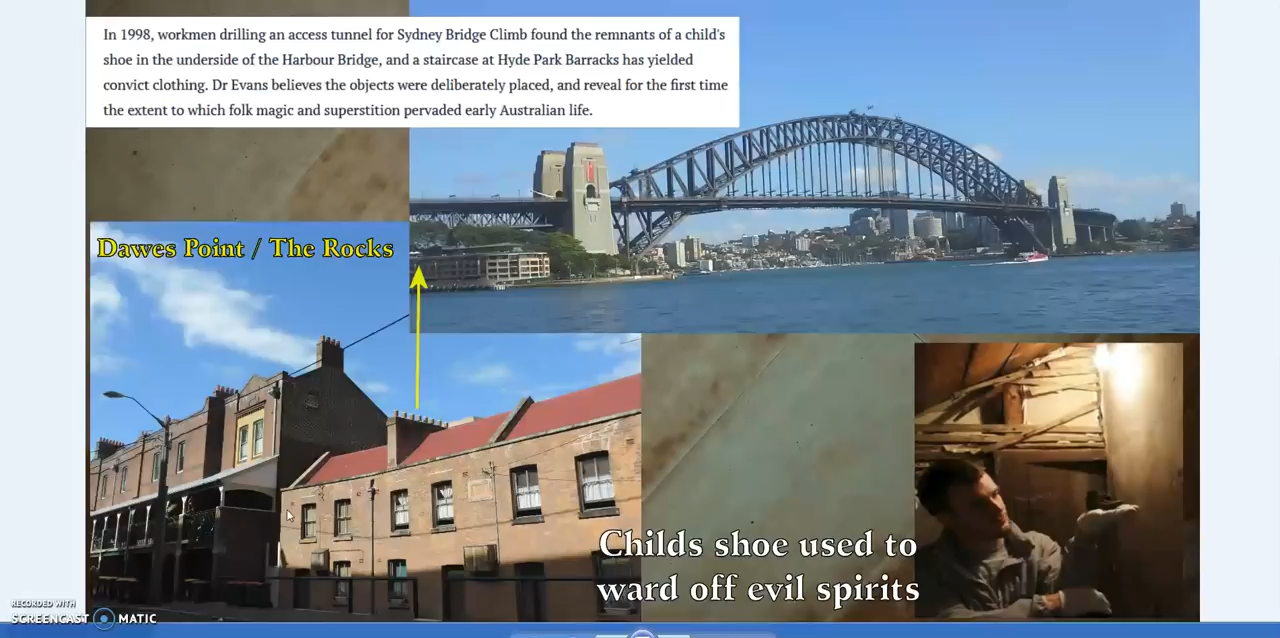 In 1998, workmen drilling an access tunnel for Sydney Bridge Climb found the remnants of a child's
shoe in the underside of the Harbour Bridge, and a staircase at Hyde Park Barracks has yielded
convict clothing. Dr Evans believes the objects were deliberately placed, and reveal for the first time
the extent to which folk magic and superstition pervaded early Australian life.
Dawes Point / The Rocks
Childs shoe used to
ward off evil spirits
RECORDED WITH
SCREENCAST MATIC